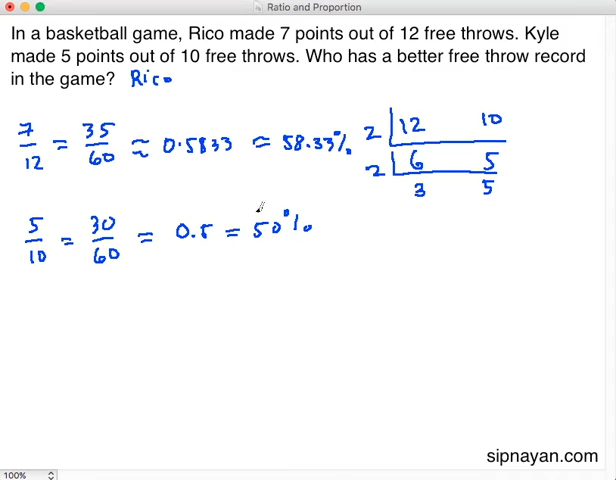 Ratio and Proportion
In a basketball game, Rico made 7 points out of 12 free throws. Kyle
made 5 points out of 10 free throws. Who has a better free throw record
in the game? Rico
7/12 = 35/60 ≈ 0.5833 ≈ 58.33%
2 | 12 10
2 | 6 5
3 5
5/10 = 30/60 = 0.5 = 50%
sipnayan.com
100%